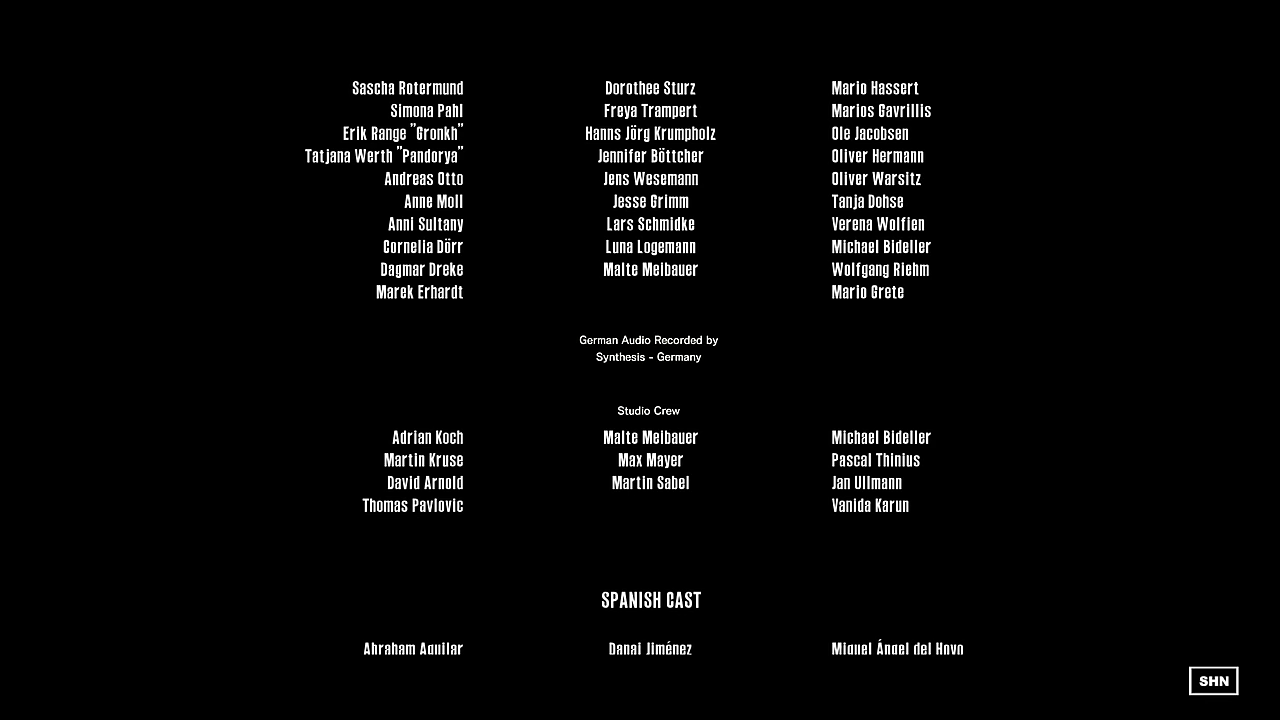 Sascha Rotermund Dorothee Sturz Mario Hassert
Simona Pahl Freya Trampert Marios Gavrillis
Erik Range "Gronkh" Hanns Jörg Krumpholz Ole Jacobsen
Tatjana Werth "Pandorya" Jennifer Böttcher Oliver Hermann
Andreas Otto Jens Wesemann Oliver Warsitz
Anne Moll Jesse Grimm Tanja Dohse
Anni Sultany Lars Schmidke Verena Wolfien
Cornelia Dörr Luna Logemann Michael Bideller
Dagmar Dreke Malte Meibauer Wolfgang Riehm
Marek Erhardt Mario Grete
German Audio Recorded by
Synthesis - Germany
Studio Crew
Adrian Koch Malte Meibauer Michael Bideller
Martin Kruse Max Mayer Pascal Thinius
David Arnold Martin Sabel Jan Ullmann
Thomas Pavlovic Vanida Karun
SPANISH CAST
Abraham Aguilar Danai Jiménez Miguel Ángel del Hoyo
SHN